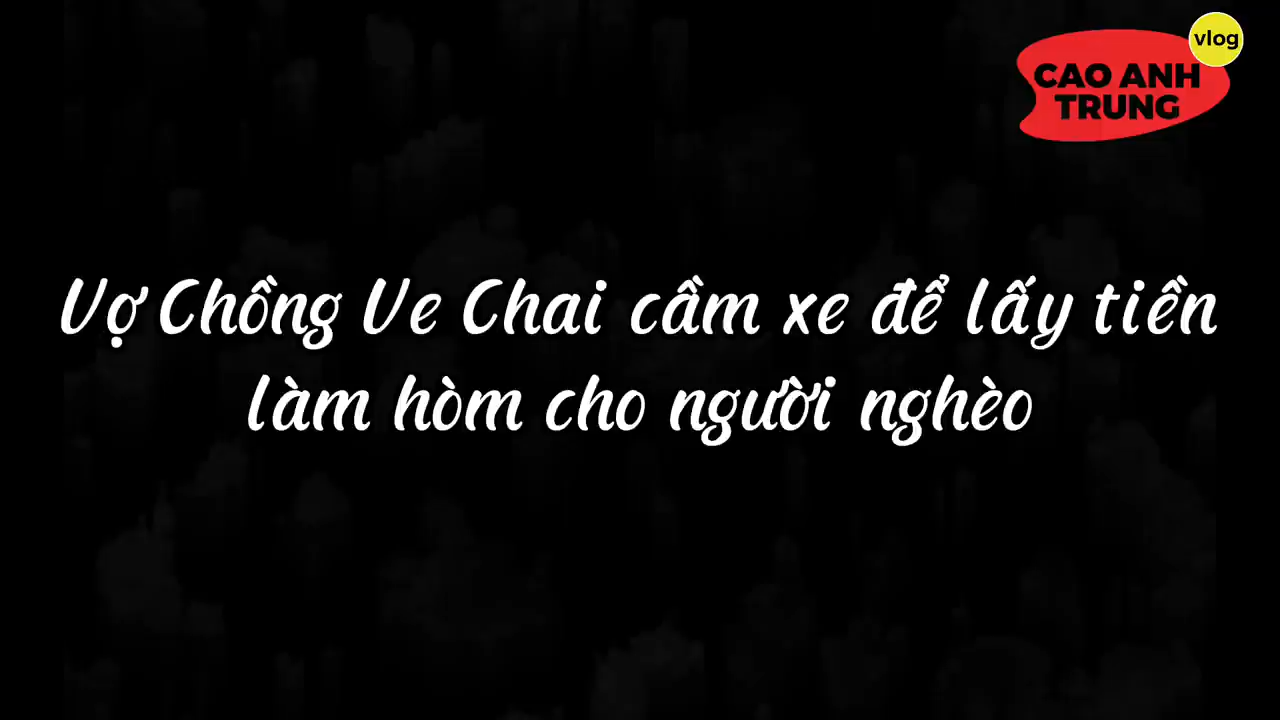 vlog
CAO ANH
TRUNG
Vợ Chồng Ve Chai cầm xe để lấy tiền
làm hòm cho người nghèo